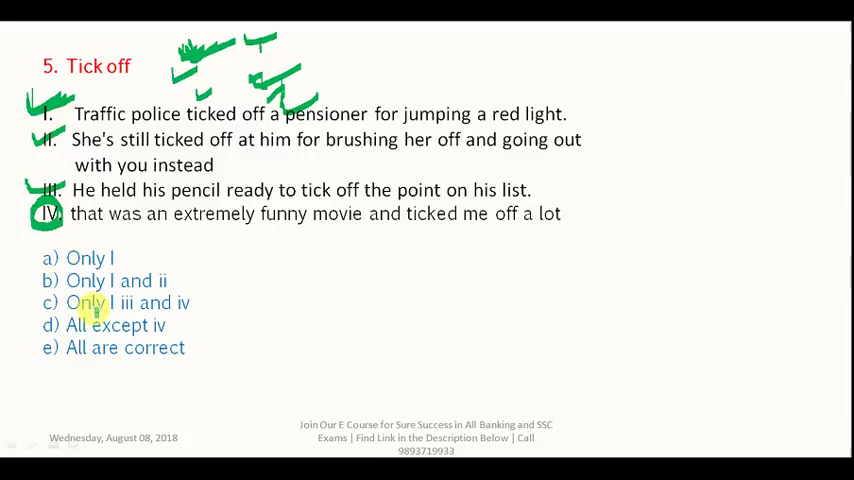 5. Tick off
I. Traffic police ticked off a pensioner for jumping a red light.
II. She's still ticked off at him for brushing her off and going out
with you instead
III. He held his pencil ready to tick off the point on his list.
IV. that was an extremely funny movie and ticked me off a lot
a) Only I
b) Only I and ii
c) Only I iii and iv
d) All except iv
e) All are correct
Join Our E Course for Sure Success in All Banking and SSC
Wednesday, August 08, 2018 Exams | Find Link in the Description Below | Call
9893719933